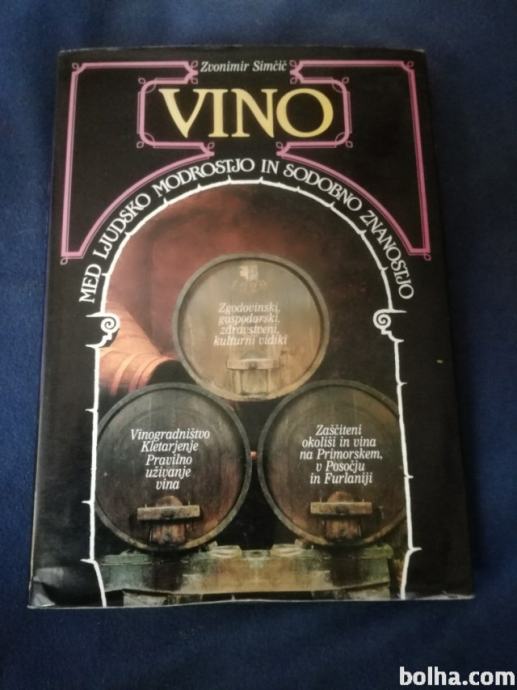 Zvonimir Simčič
VINO
MED LJUDSKO MODROSTJO IN SODOBNO ZNANOSTJO
Zgodovinski,
gospodarski,
zdravstveni,
kulturni vidiki
Vinogradništvo
Kletarjenje
Pravilno
uživanje
vina
Zaščiteni
okoliši in vina
na Primorskem,
v Posočju
in Furlaniji
bolha.com